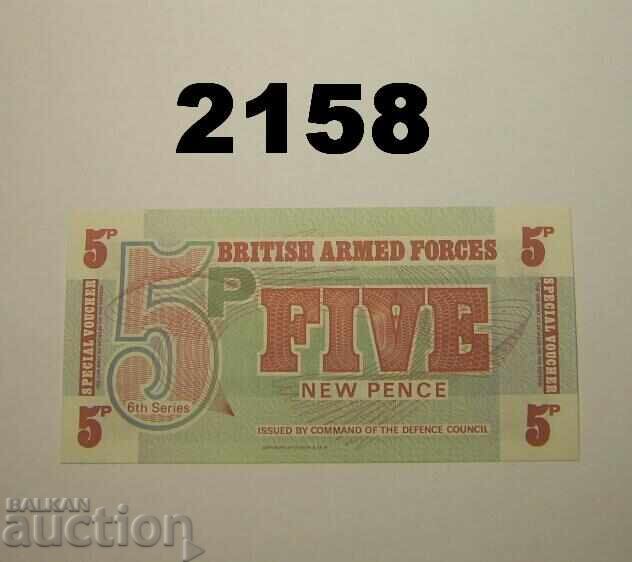 2158
5P
BRITISH ARMED FORCES
5P
5P
SPECIAL VOUCHER
FIVE
SPECIAL VOUCHER
NEW PENCE
6th Series
5P
ISSUED BY COMMAND OF THE DEFENCE COUNCIL
5P
BALKAN
auction